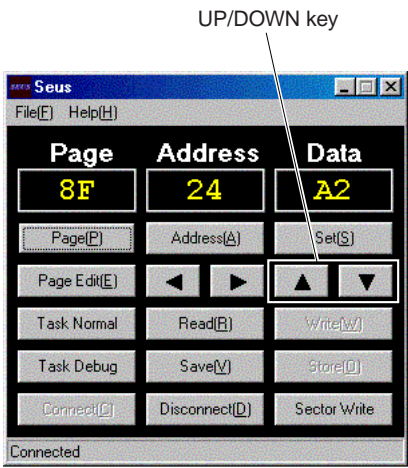 UP/DOWN key
SEUS Seus
File(F) Help(H)
Page Address Data
8F 24 A2
Page(P) Address(A) Set(S)
Page Edit(E) ◀ ▶ ▲ ▼
Task Normal Read(R) Write(W)
Task Debug Save(V) Store(O)
Connect(C) Disconnect(D) Sector Write
Connected